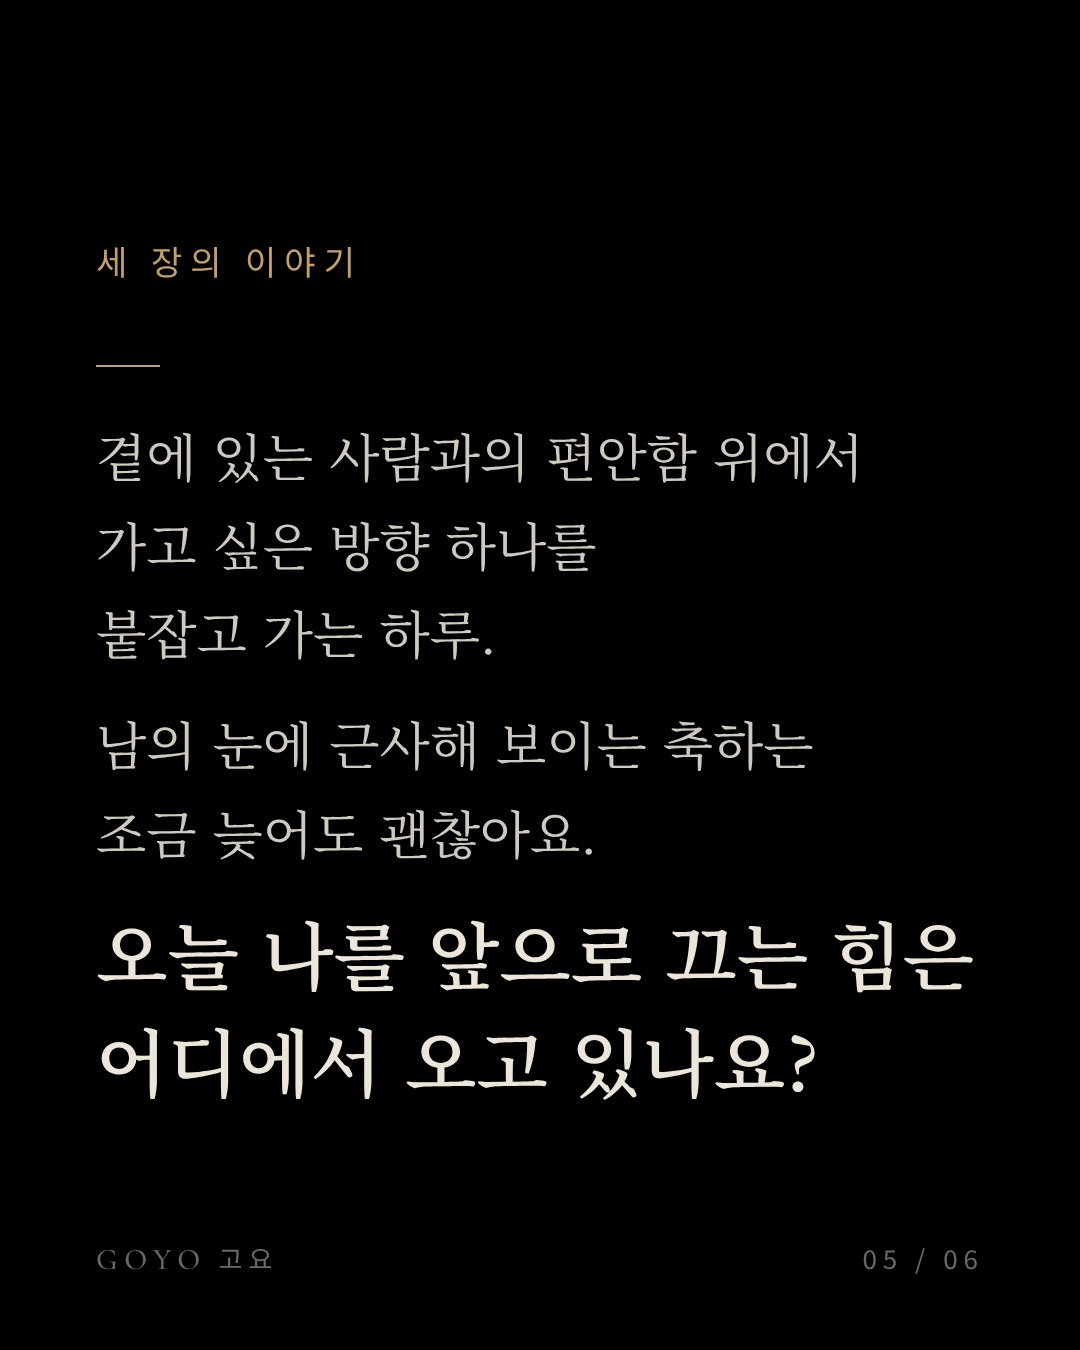 세 장의 이야기
곁에 있는 사람과의 편안함 위에서
가고 싶은 방향 하나를
붙잡고 가는 하루.
남의 눈에 근사해 보이는 축하는
조금 늦어도 괜찮아요.
오늘 나를 앞으로 끄는 힘은
어디에서 오고 있나요?
GOYO 고요
05 / 06